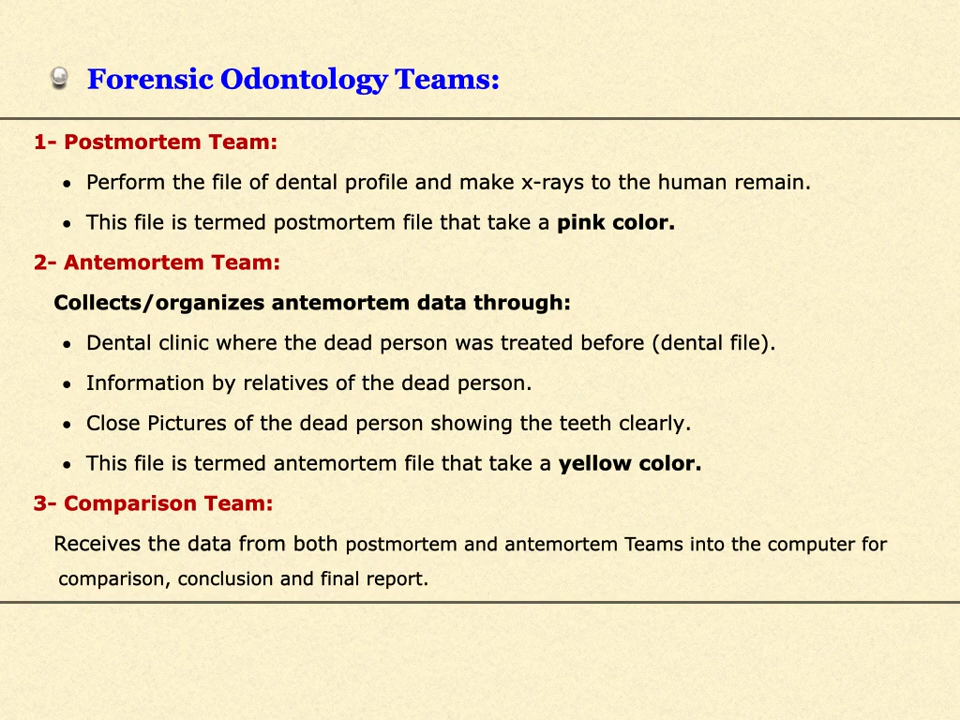 Forensic Odontology Teams:
1- Postmortem Team:
• Perform the file of dental profile and make x-rays to the human remain.
• This file is termed postmortem file that take a pink color.
2- Antemortem Team:
Collects/organizes antemortem data through:
• Dental clinic where the dead person was treated before (dental file).
• Information by relatives of the dead person.
• Close Pictures of the dead person showing the teeth clearly.
• This file is termed antemortem file that take a yellow color.
3- Comparison Team:
Receives the data from both postmortem and antemortem Teams into the computer for
comparison, conclusion and final report.